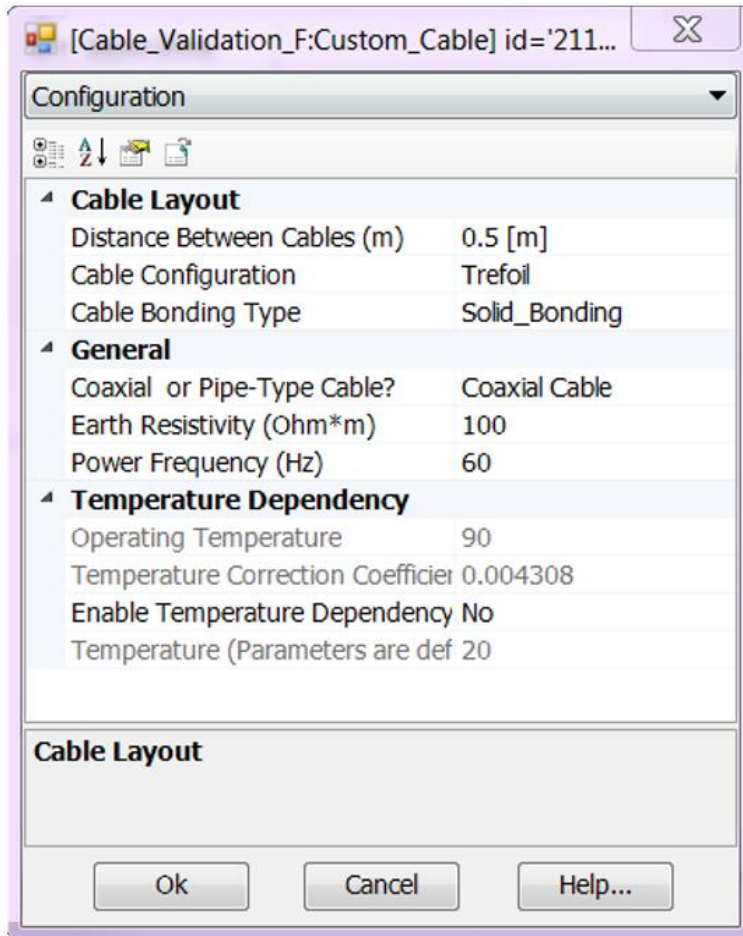 [Cable_Validation_F:Custom_Cable] id='211...
Configuration
Cable Layout
Distance Between Cables (m) 0.5 [m]
Cable Configuration Trefoil
Cable Bonding Type Solid_Bonding
General
Coaxial or Pipe-Type Cable? Coaxial Cable
Earth Resistivity (Ohm*m) 100
Power Frequency (Hz) 60
Temperature Dependency
Operating Temperature 90
Temperature Correction Coefficier 0.004308
Enable Temperature Dependency No
Temperature (Parameters are def 20
Cable Layout
Ok Cancel Help...